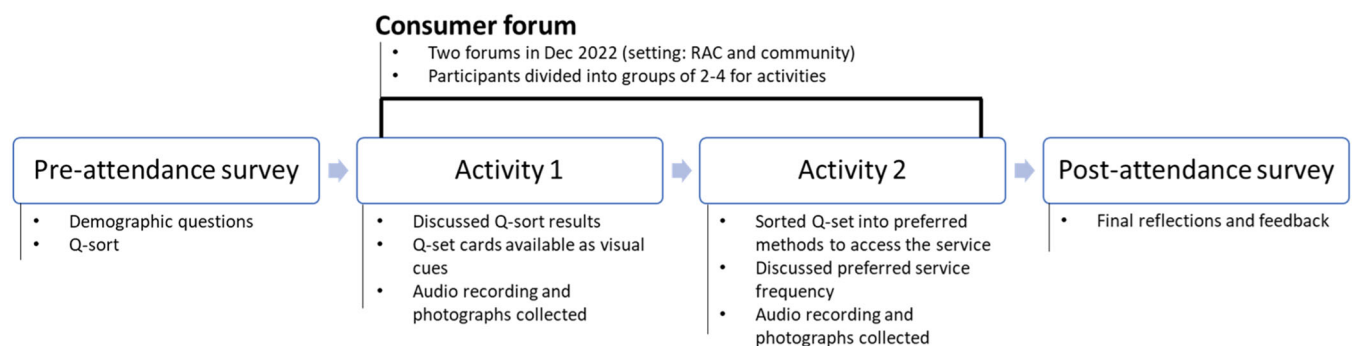 Consumer forum
• Two forums in Dec 2022 (setting: RAC and community)
• Participants divided into groups of 2-4 for activities
Pre-attendance survey
• Demographic questions
• Q-sort
Activity 1
• Discussed Q-sort results
• Q-set cards available as visual
cues
• Audio recording and
photographs collected
Activity 2
• Sorted Q-set into preferred
methods to access the service
• Discussed preferred service
frequency
• Audio recording and
photographs collected
Post-attendance survey
• Final reflections and feedback